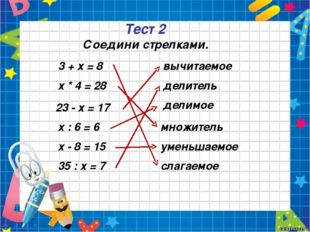 Тест 2
Соедини стрелками.
3 + х = 8 вычитаемое
х * 4 = 28 делитель
23 - х = 17 делимое
х : 6 = 6 множитель
х - 8 = 15 уменьшаемое
35 : х = 7 слагаемое